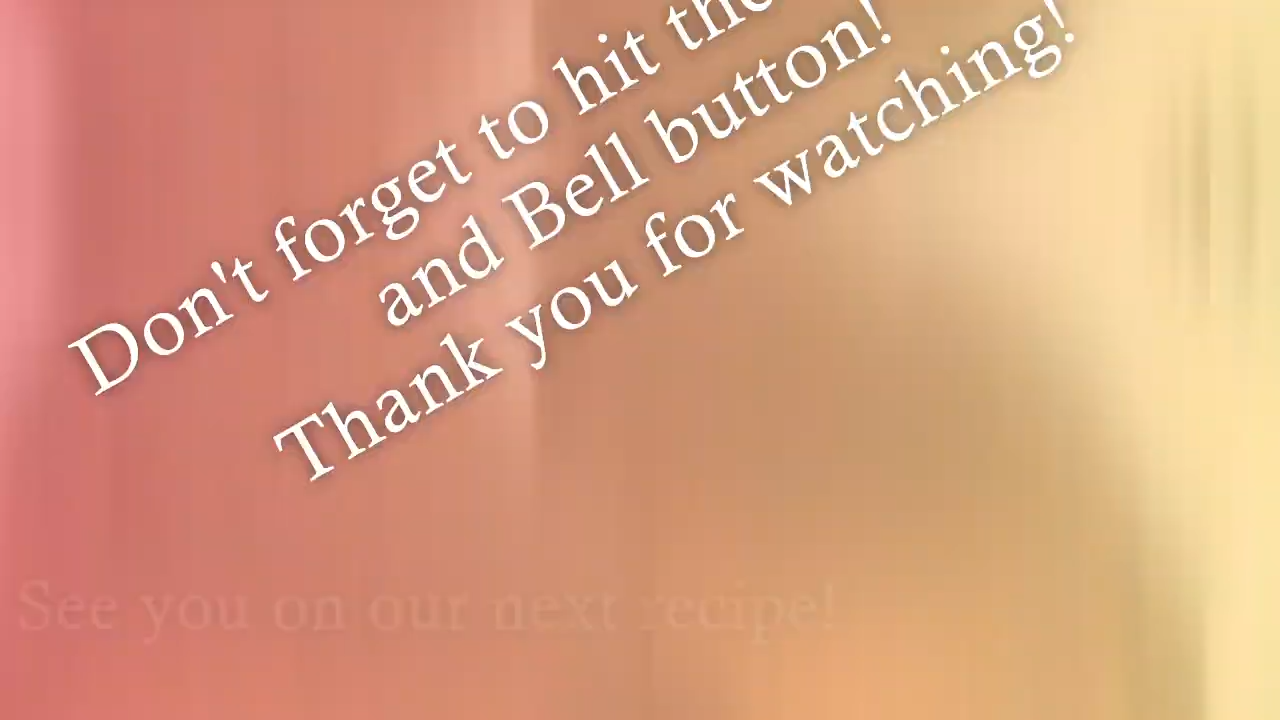 Don't forget to hit the
and Bell button!
Thank you for watching!
See you on our next recipe!